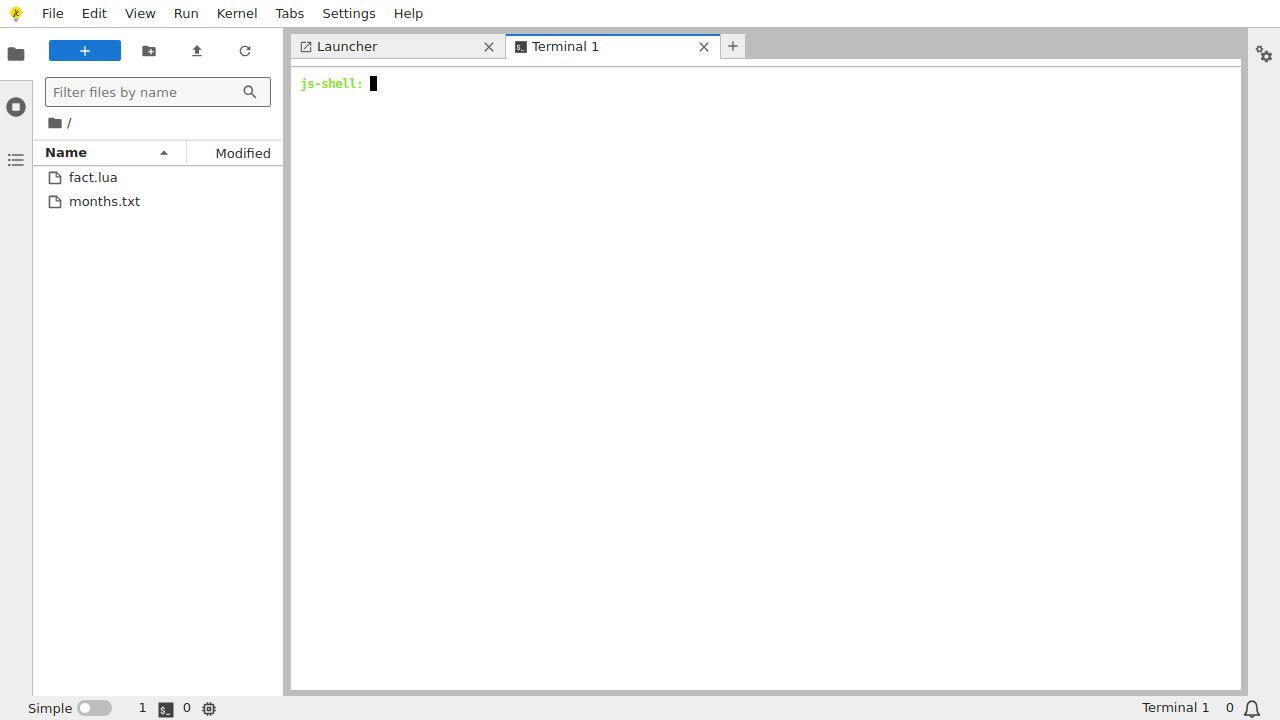 File Edit View Run Kernel Tabs Settings Help
Launcher
Terminal 1
Filter files by name
/
Name
Modified
fact.lua
months.txt
js-shell:
Simple
1
0
Terminal 1
0